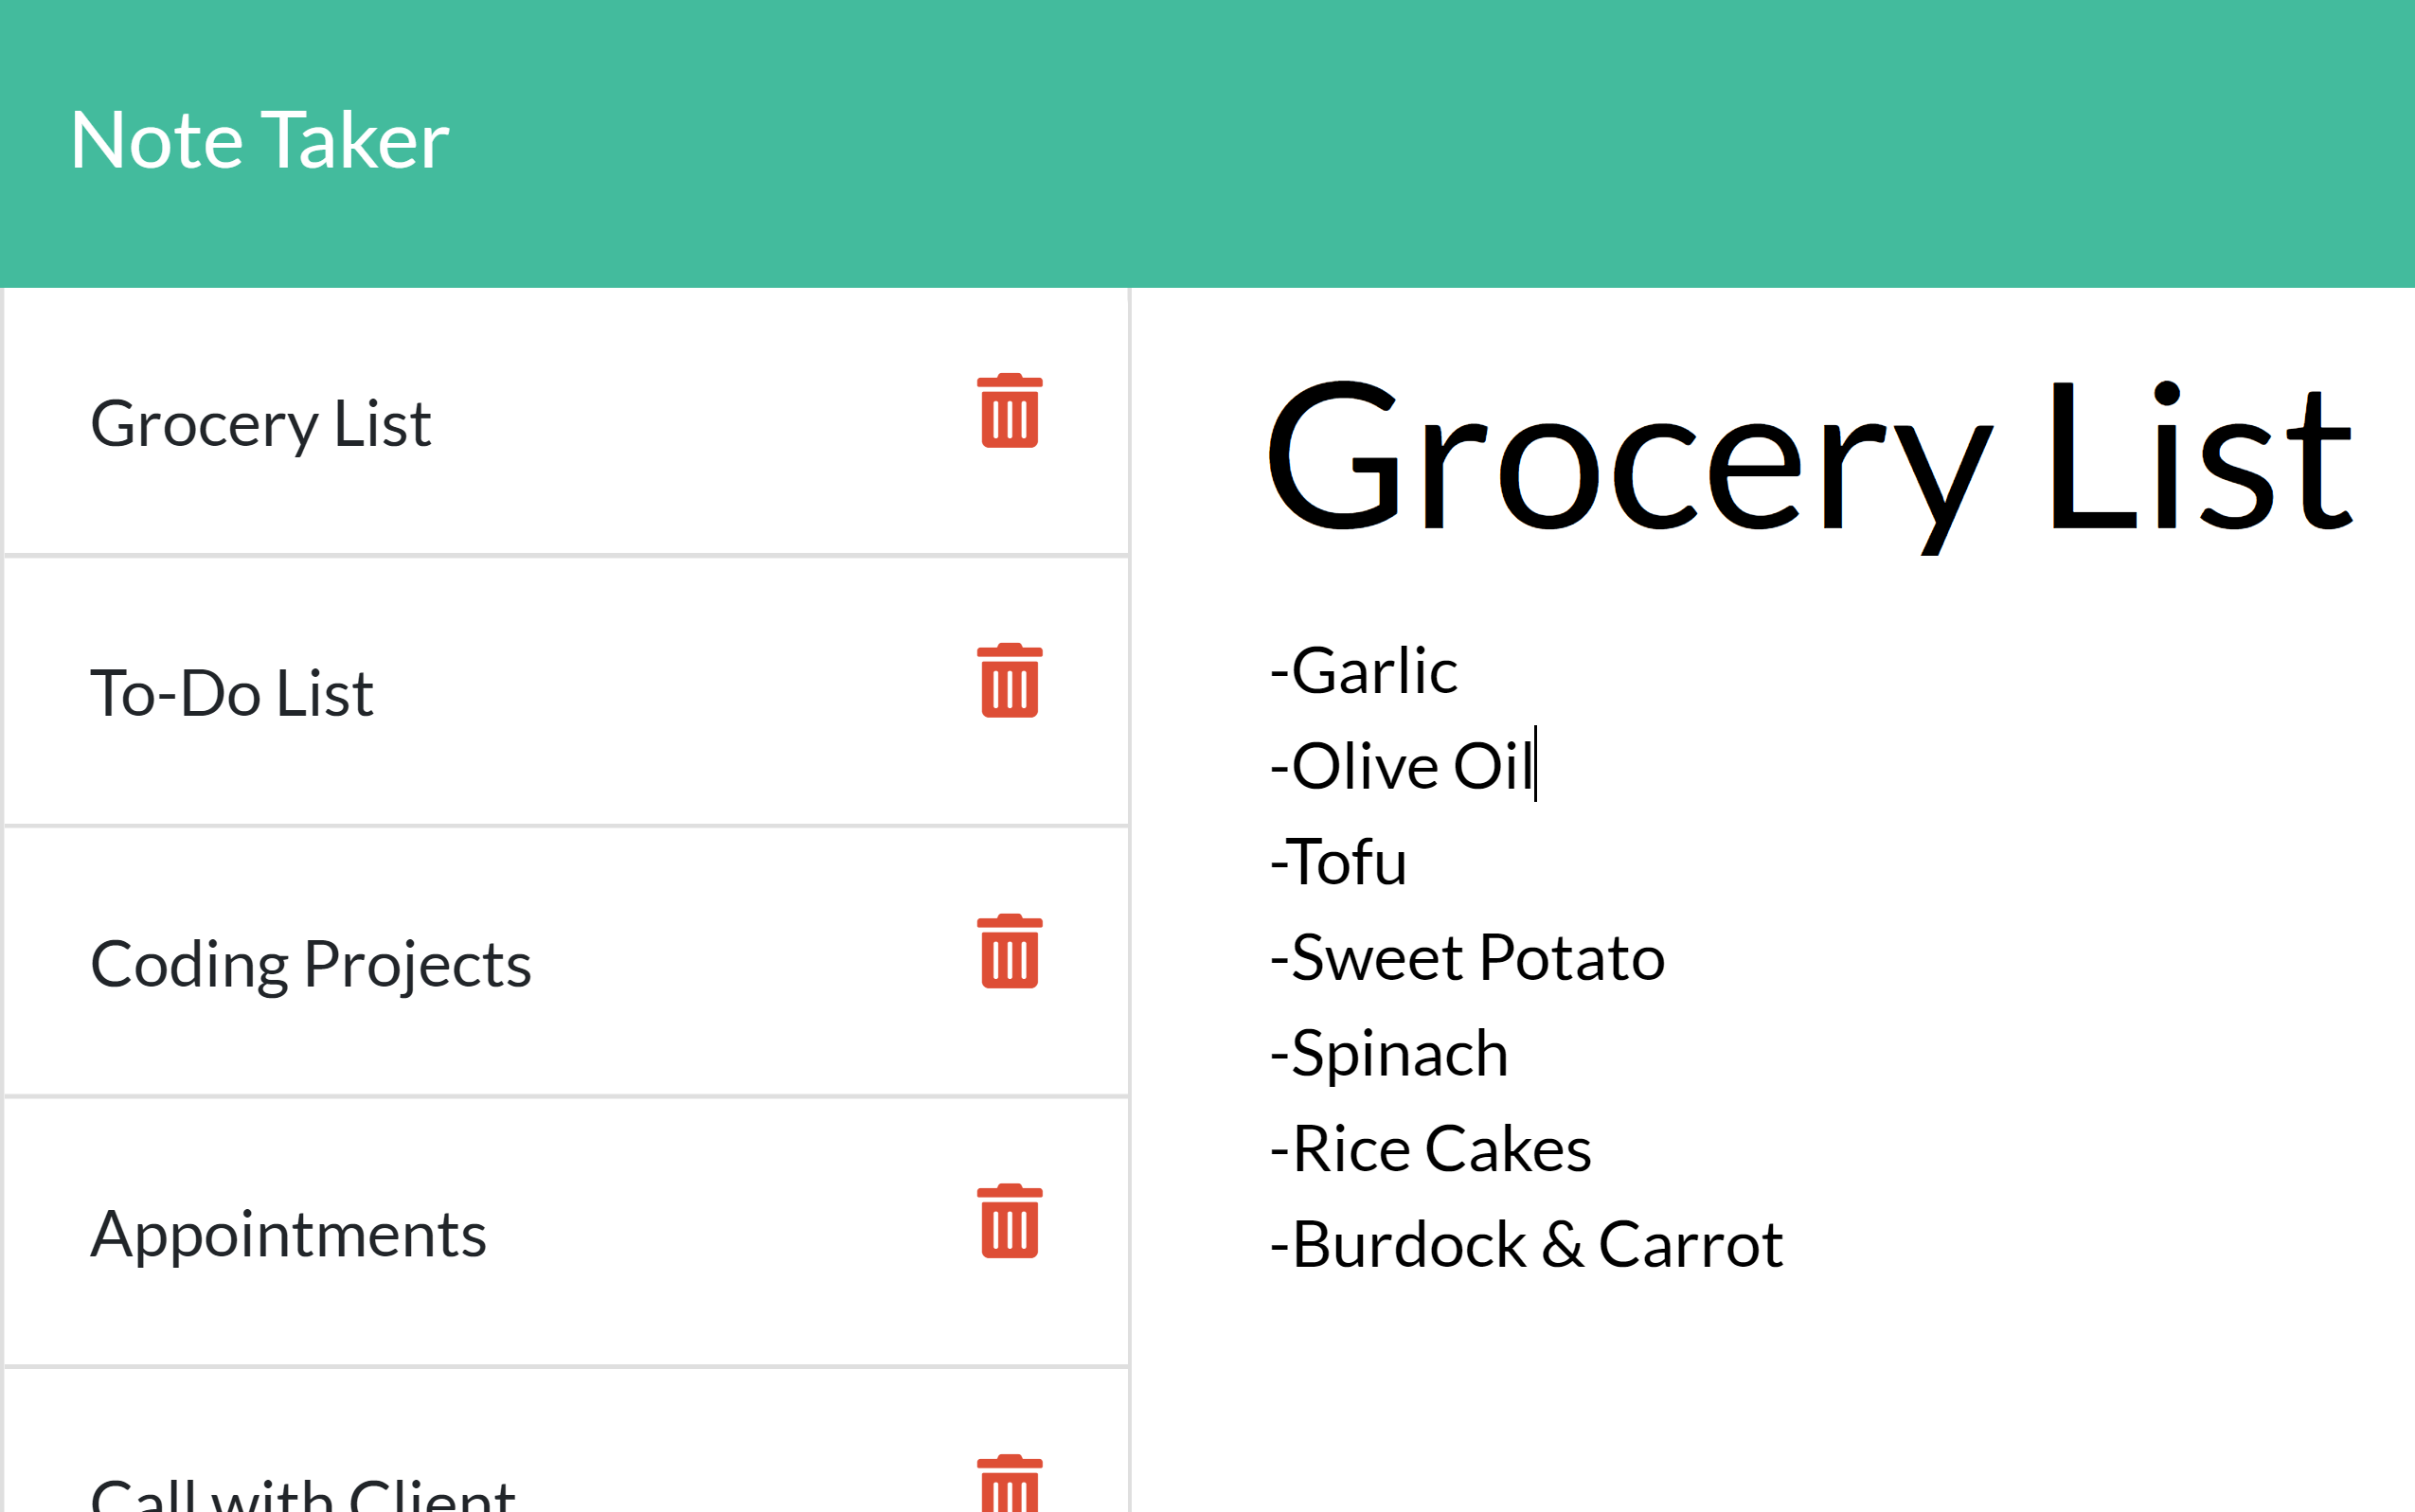 Note Taker
Grocery List
To-Do List
Coding Projects
Appointments
Call with Client
Grocery List
-Garlic
-Olive Oil
-Tofu
-Sweet Potato
-Spinach
-Rice Cakes
-Burdock & Carrot